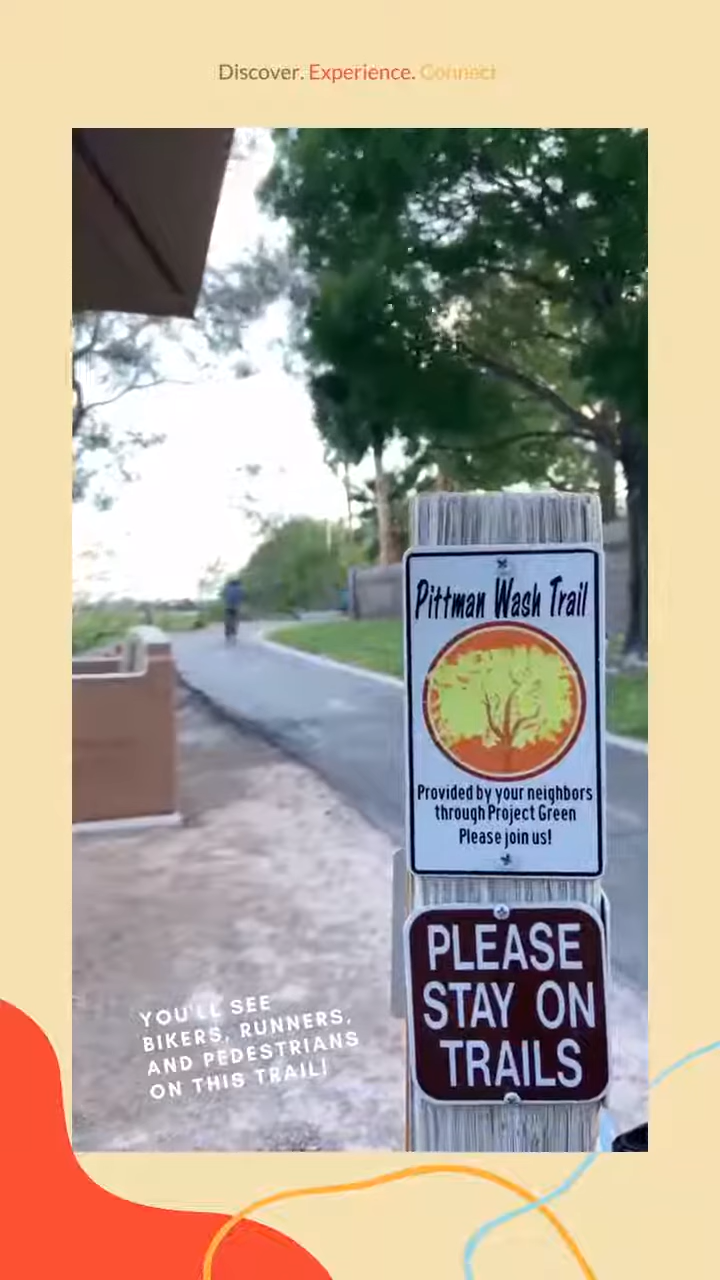 Discover. Experience. Connect
Pittman Wash Trail
Provided by your neighbors
through Project Green
Please join us!
PLEASE
STAY ON
TRAILS
YOU'LL SEE
BIKERS, RUNNERS,
AND PEDESTRIANS
ON THIS TRAIL!